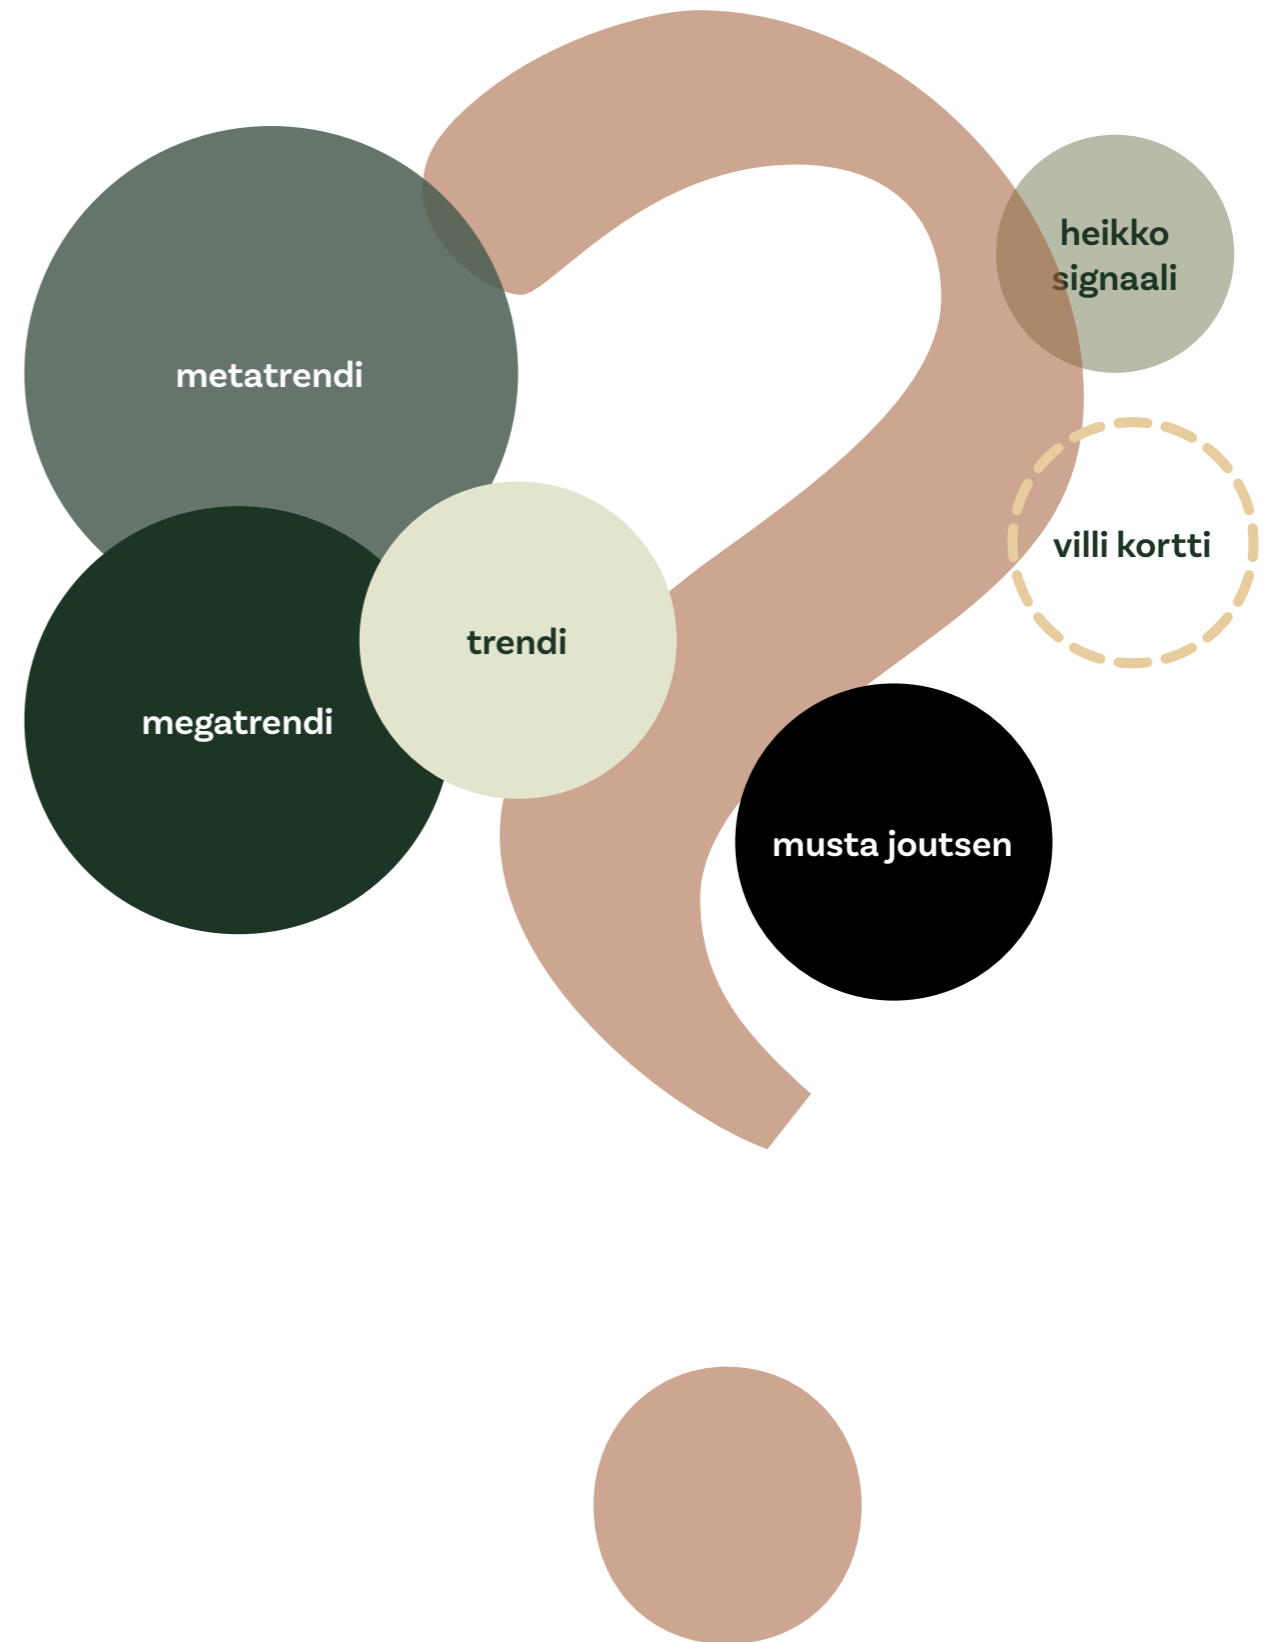 heikko
signaali
metatrendi
villi kortti
trendi
megatrendi
musta joutsen